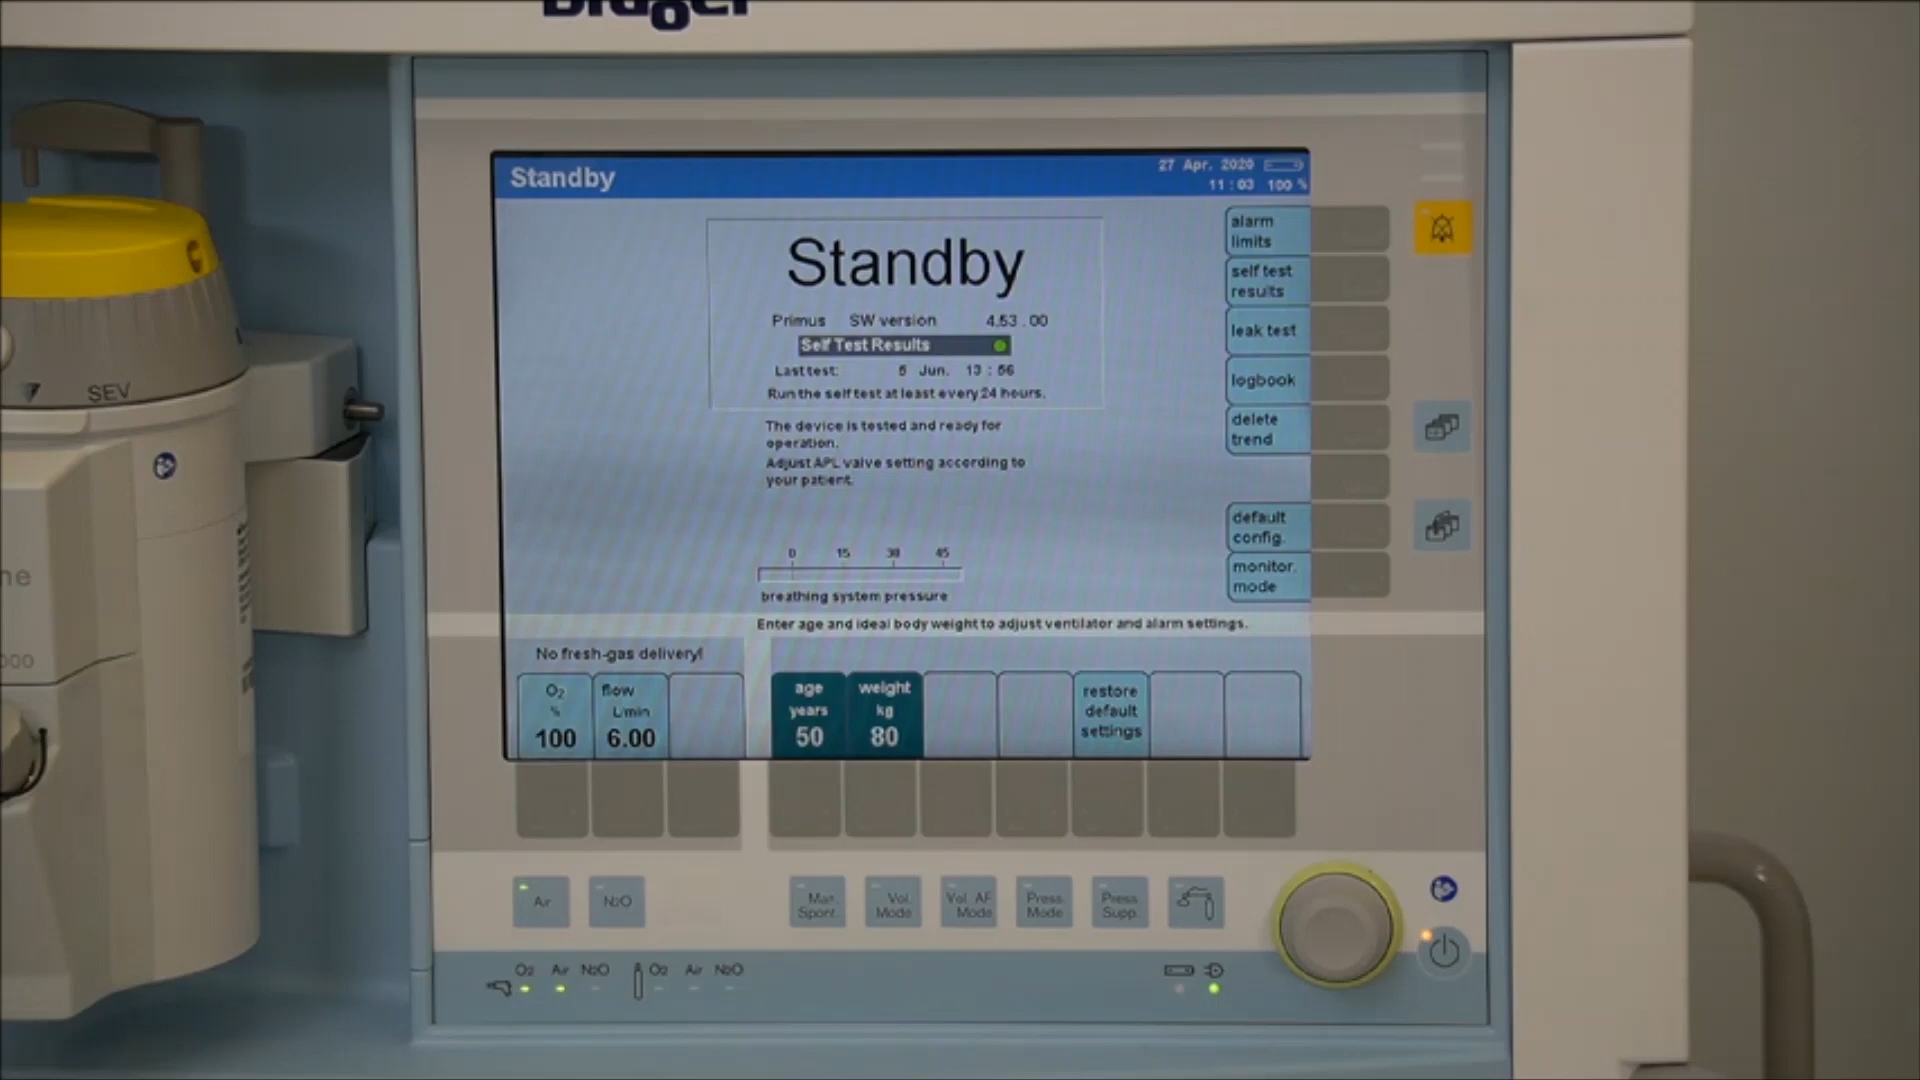 Dräger
Standby
27 Apr. 2020
11 : 03 100 %
Standby
Primus SW version 4.53 . 00
Self Test Results
Last test: 5 Jun. 13 : 56
Run the self test at least every 24 hours.
The device is tested and ready for
operation.
Adjust APL valve setting according to
your patient.
0 15 30 45
breathing system pressure
Enter age and ideal body weight to adjust ventilator and alarm settings.
alarm
limits
self test
results
leak test
logbook
delete
trend
default
config.
monitor.
mode
No fresh-gas delivery!
O2
%
100
flow
L/min
6.00
age
years
50
weight
kg
80
restore
default
settings
SEV
Air
N2O
Man.
Spont.
Vol.
Mode
Vol. AF
Mode
Press.
Mode
Press.
Supp.
O2 Air N2O
O2 Air N2O